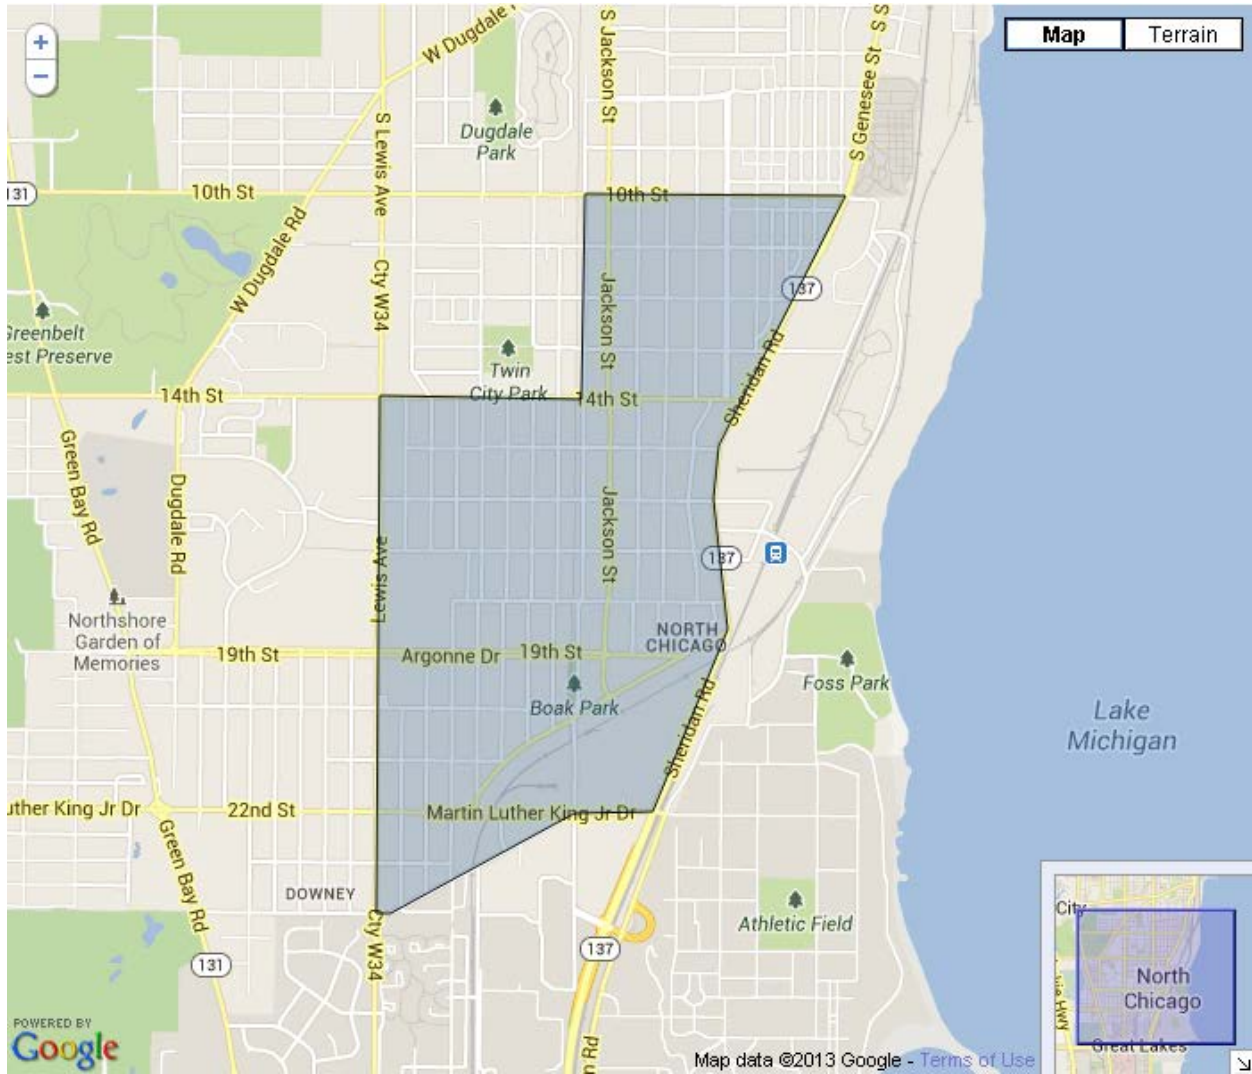 +
−
Map
Terrain
W Dugdale
S Jackson St
S Genesee St
S S
S Lewis Ave
Dugdale
Park
131
10th St
10th St
W Dugdale Rd
Cty W34
Jackson St
137
Greenbelt
est Preserve
Twin
City Park
Sheridan Rd
14th St
14th St
Green Bay Rd
Dugdale Rd
Jackson St
Lewis Ave
137
Northshore
Garden of
Memories
NORTH
CHICAGO
19th St
Argonne Dr
19th St
Foss Park
Boak Park
Sheridan Rd
Lake
Michigan
uther King Jr Dr
22nd St
Martin Luther King Jr Dr
Green Bay Rd
DOWNEY
Cty W34
Athletic Field
137
131
City
North
Chicago
Hwy
Great Lakes
u Rd
POWERED BY
Google
Map data ©2013 Google - Terms of Use